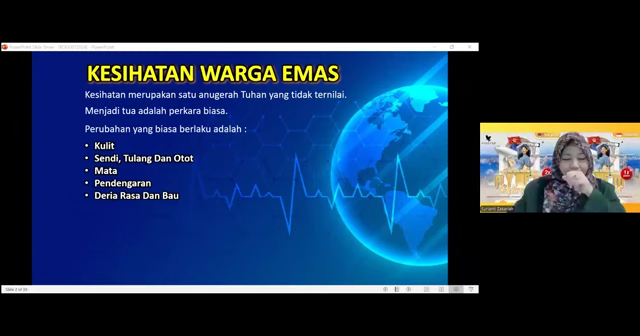 KESIHATAN WARGA EMAS
Kesihatan merupakan satu anugerah Tuhan yang tidak ternilai.
Menjadi tua adalah perkara biasa.
Perubahan yang biasa berlaku adalah :
• Kulit
• Sendi, Tulang Dan Otot
• Mata
• Pendengaran
• Deria Rasa Dan Bau